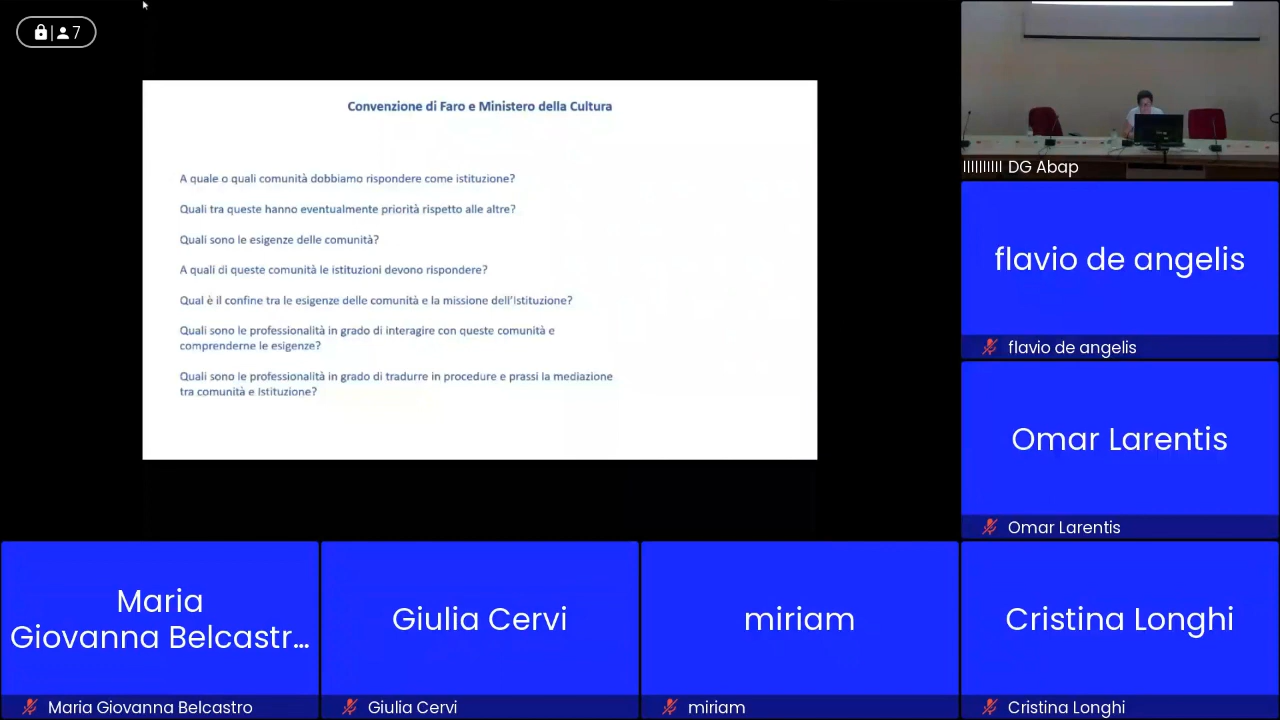 7
Convenzione di Faro e Ministero della Cultura
A quale o quali comunità dobbiamo rispondere come istituzione?
Quali tra queste hanno eventualmente priorità rispetto alle altre?
Quali sono le esigenze delle comunità?
A quali di queste comunità le istituzioni devono rispondere?
Qual è il confine tra le esigenze delle comunità e la missione dell'Istituzione?
Quali sono le professionalità in grado di interagire con queste comunità e
comprenderne le esigenze?
Quali sono le professionalità in grado di tradurre in procedure e prassi la mediazione
tra comunità e Istituzione?
DG Abap
flavio de angelis
flavio de angelis
Omar Larentis
Omar Larentis
Maria
Giovanna Belcastr...
Maria Giovanna Belcastro
Giulia Cervi
Giulia Cervi
miriam
miriam
Cristina Longhi
Cristina Longhi